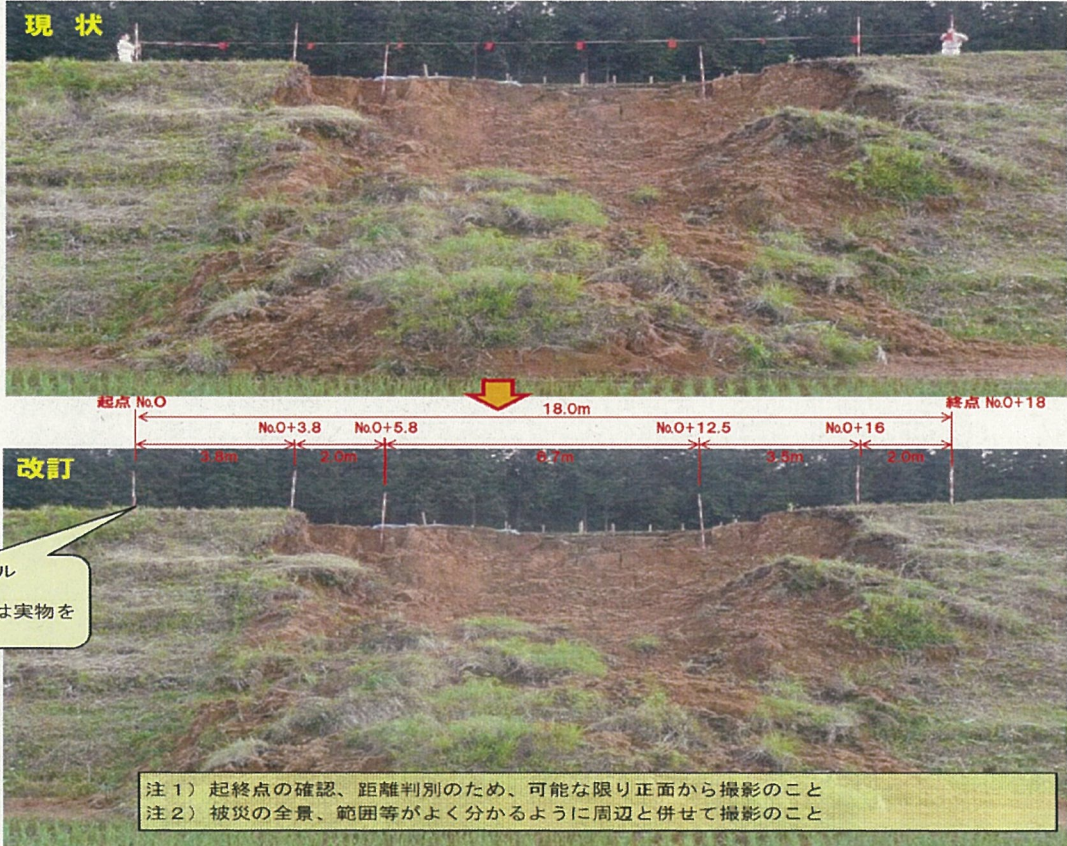 現 状
起点 No.0
18.0m
終点 No.0+18
No.0+3.8
No.0+5.8
No.0+12.5
No.0+16
3.8m
2.0m
6.7m
3.5m
2.0m
改訂
ル
は実物を
注1) 起終点の確認、距離判別のため、可能な限り正面から撮影のこと
注2) 被災の全景、範囲等がよく分かるように周辺と併せて撮影のこと